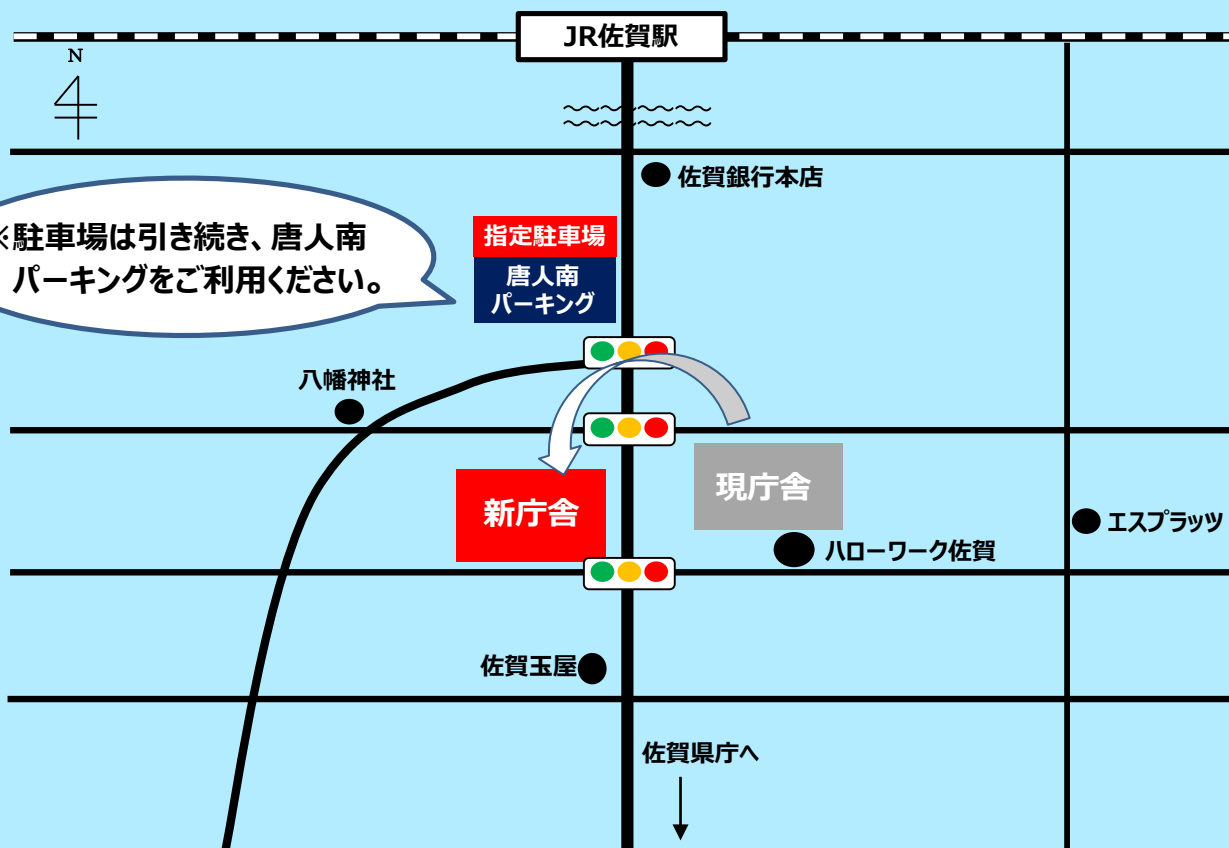 JR佐賀駅
N
佐賀銀行本店
※駐車場は引き続き、唐人南
パーキングをご利用ください。
指定駐車場
唐人南
パーキング
八幡神社
新庁舎
現庁舎
エスプラッツ
ハローワーク佐賀
佐賀玉屋
佐賀県庁へ